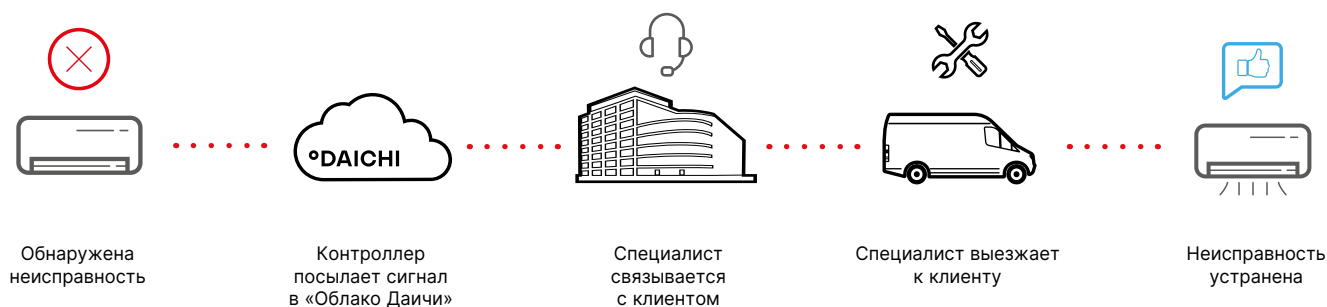 °DAICHI
Обнаружена
неисправность
Контроллер
посылает сигнал
в «Облако Даичи»
Специалист
связывается
с клиентом
Специалист выезжает
к клиенту
Неисправность
устранена